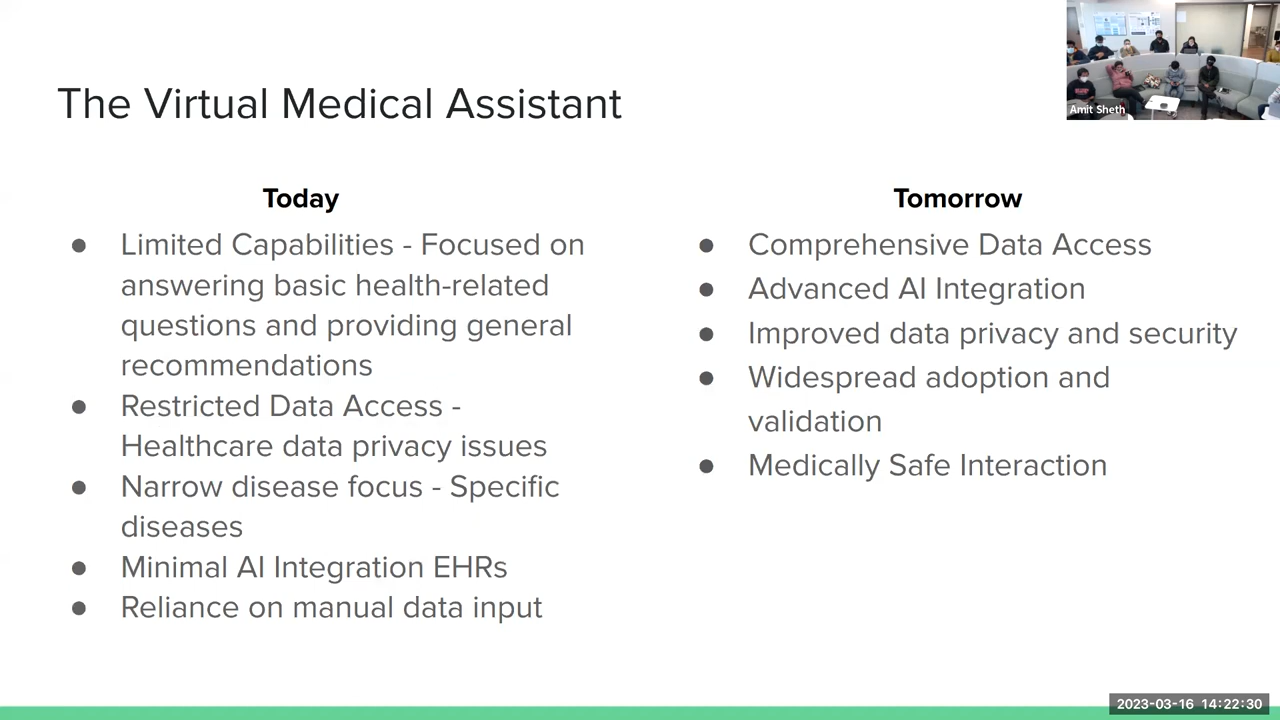 The Virtual Medical Assistant
Amit Sheth
Today
● Limited Capabilities - Focused on
answering basic health-related
questions and providing general
recommendations
● Restricted Data Access -
Healthcare data privacy issues
● Narrow disease focus - Specific
diseases
● Minimal AI Integration EHRs
● Reliance on manual data input
Tomorrow
● Comprehensive Data Access
● Advanced AI Integration
● Improved data privacy and security
● Widespread adoption and
validation
● Medically Safe Interaction
2023-03-16 14:22:30